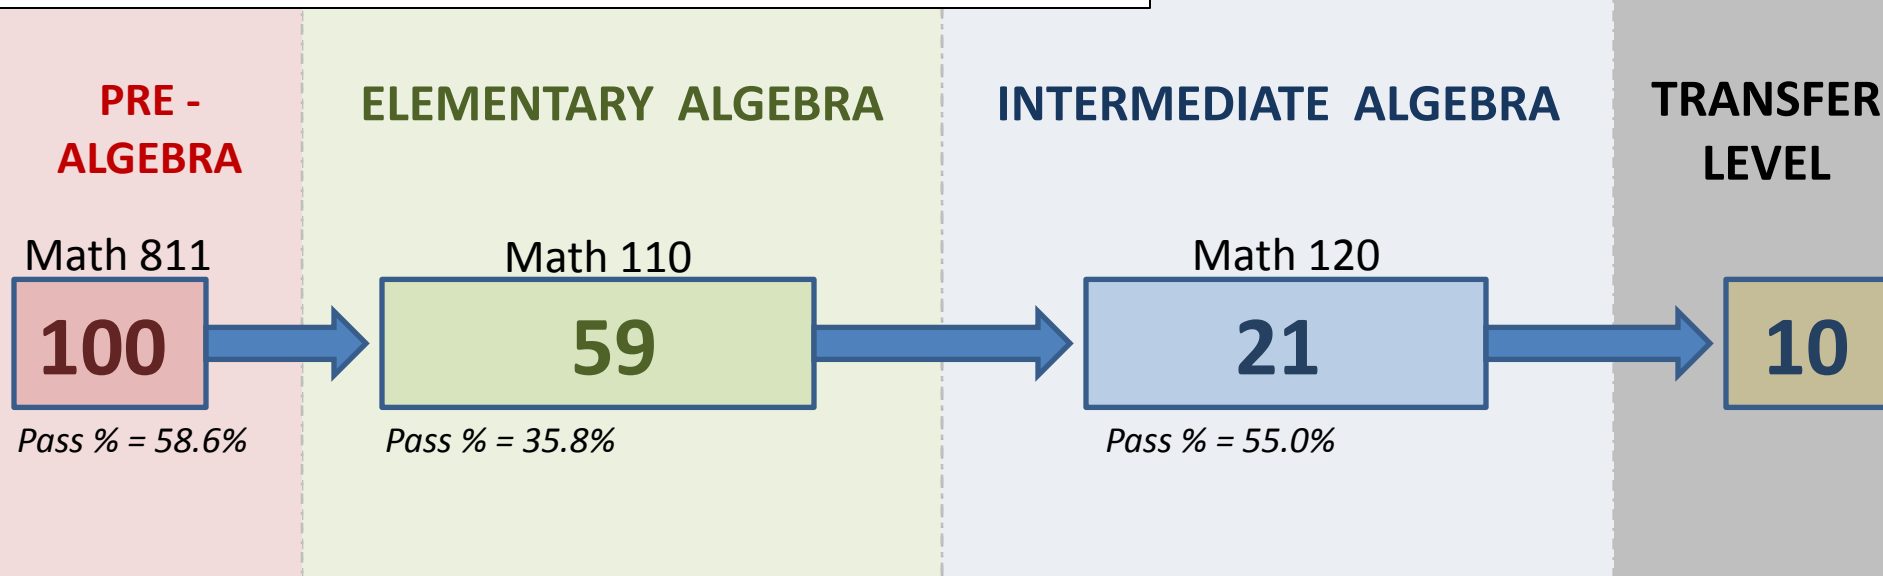 PRE -
ALGEBRA
ELEMENTARY ALGEBRA
INTERMEDIATE ALGEBRA
TRANSFER
LEVEL
Math 811
Math 110
Math 120
100
59
21
10
Pass % = 58.6%
Pass % = 35.8%
Pass % = 55.0%